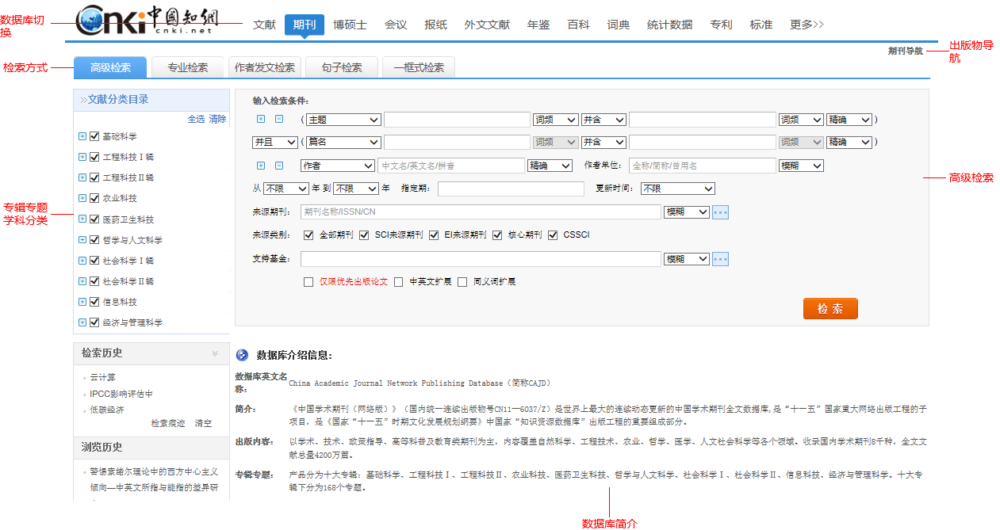 数据库切换
Cnki中國知網
cnki.net
文献 期刊 博硕士 会议 报纸 外文文献 年鉴 百科 词典 统计数据 专利 标准 更多>>
期刊导航
出版物导航
检索方式
高级检索 专业检索 作者发文检索 句子检索 一框式检索
>>文献分类目录
全选 清除
基础科学
工程科技Ⅰ辑
工程科技Ⅱ辑
农业科技
医药卫生科技
哲学与人文科学
社会科学Ⅰ辑
社会科学Ⅱ辑
信息科技
经济与管理科学
专辑专题
学科分类
输入检索条件:
( 主题 词频 并含 词频 精确 )
并且 ( 篇名 词频 并含 词频 精确 )
作者 中文名/英文名/拼音 精确 作者单位: 全称/简称/曾用名 模糊
从 不限 年 到 不限 年 指定期: 更新时间: 不限
来源期刊: 期刊名称/ISSN/CN 模糊 ...
来源类别: 全部期刊 SCI来源期刊 EI来源期刊 核心期刊 CSSCI
支持基金: 模糊 ...
仅限优先出版论文 中英文扩展 同义词扩展
检 索
高级检索
检索历史
云计算
IPCC影响评估中
低碳经济
检索痕迹 清空
浏览历史
警惕索绪尔理论中的西方中心主义
倾向—中英文所指与能指的差异研
数据库介绍信息:
数据库英文名称: China Academic Journal Network Publishing Database(简称CAJD)
简介: 《中国学术期刊(网络版)》(国内统一连续出版物号CN11—6037/Z)是世界上最大的连续动态更新的中国学术期刊全文数据库,是“十一五”国家重大网络出版工程的子
项目,是《国家“十一五”时期文化发展规划纲要》中国家“知识资源数据库”出版工程的重要组成部分。
出版内容: 以学术、技术、政策指导、高等科普及教育类期刊为主,内容覆盖自然科学、工程技术、农业、哲学、医学、人文社会科学等各个领域。收录国内学术期刊8千种,全文文
献总量4200万篇。
专辑专题: 产品分为十大专辑:基础科学、工程科技Ⅰ、工程科技Ⅱ、农业科技、医药卫生科技、哲学与人文科学、社会科学Ⅰ、社会科学Ⅱ、信息科技、经济与管理科学。十大专
辑下分为168个专题。
数据库简介